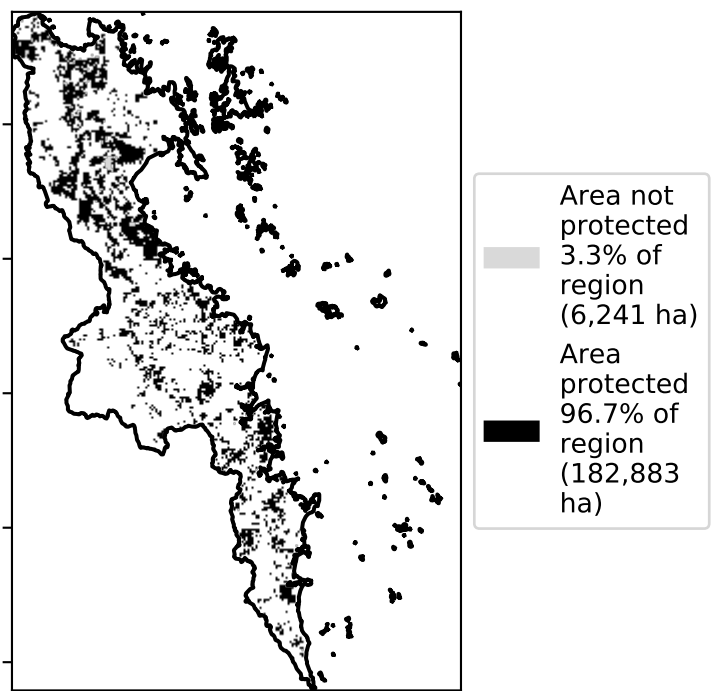 Area not
protected
3.3% of
region
(6,241 ha)
Area
protected
96.7% of
region
(182,883
ha)